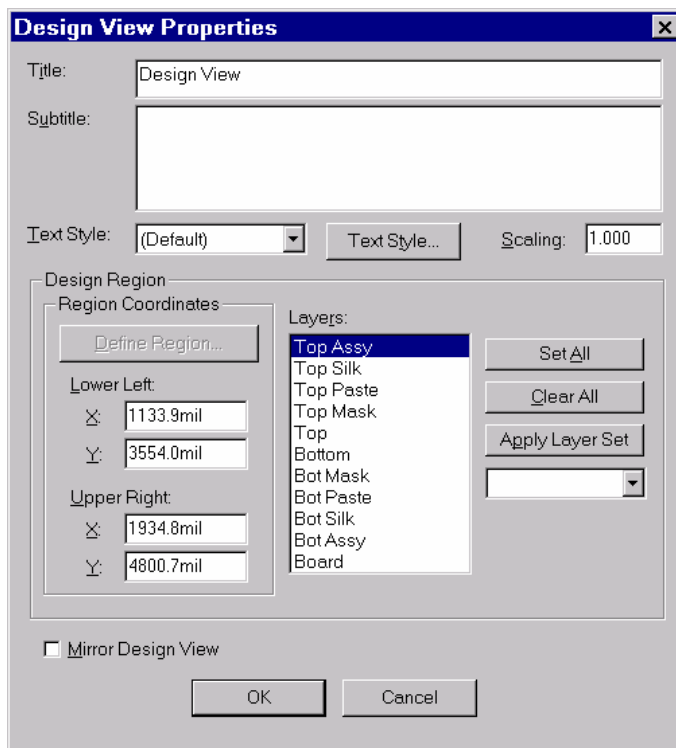 Design View Properties
Title:
Design View
Subtitle:
Text Style:
(Default)
Text Style...
Scaling:
1.000
Design Region
Region Coordinates
Define Region...
Lower Left:
X:
1133.9mil
Y:
3554.0mil
Upper Right:
X:
1934.8mil
Y:
4800.7mil
Layers:
Top Assy
Top Silk
Top Paste
Top Mask
Top
Bottom
Bot Mask
Bot Paste
Bot Silk
Bot Assy
Board
Set All
Clear All
Apply Layer Set
Mirror Design View
OK
Cancel